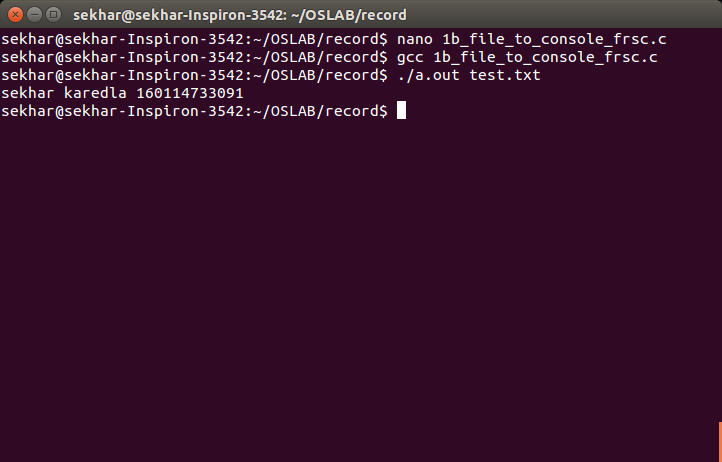 sekhar@sekhar-Inspiron-3542: ~/OSLAB/record
sekhar@sekhar-Inspiron-3542:~/OSLAB/record$ nano 1b_file_to_console_frsc.c
sekhar@sekhar-Inspiron-3542:~/OSLAB/record$ gcc 1b_file_to_console_frsc.c
sekhar@sekhar-Inspiron-3542:~/OSLAB/record$ ./a.out test.txt
sekhar karedla 160114733091
sekhar@sekhar-Inspiron-3542:~/OSLAB/record$